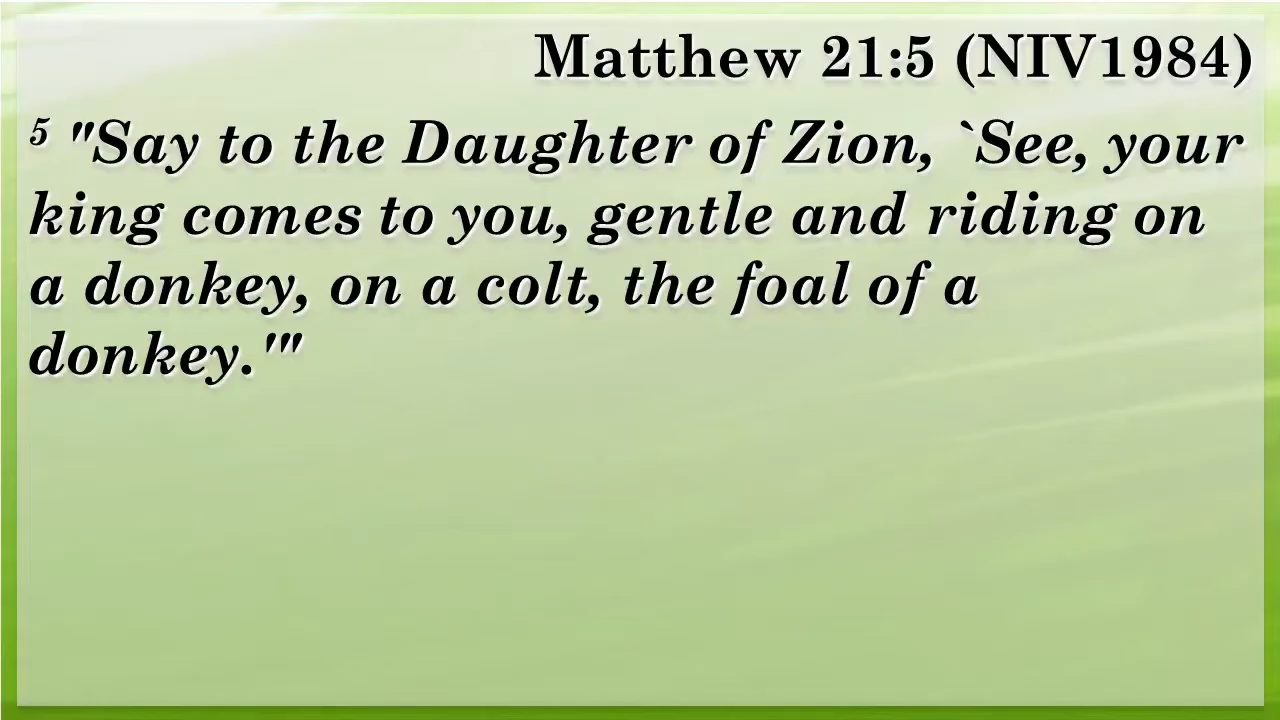 Matthew 21:5 (NIV1984)
5 "Say to the Daughter of Zion, `See, your
king comes to you, gentle and riding on
a donkey, on a colt, the foal of a
donkey.'"